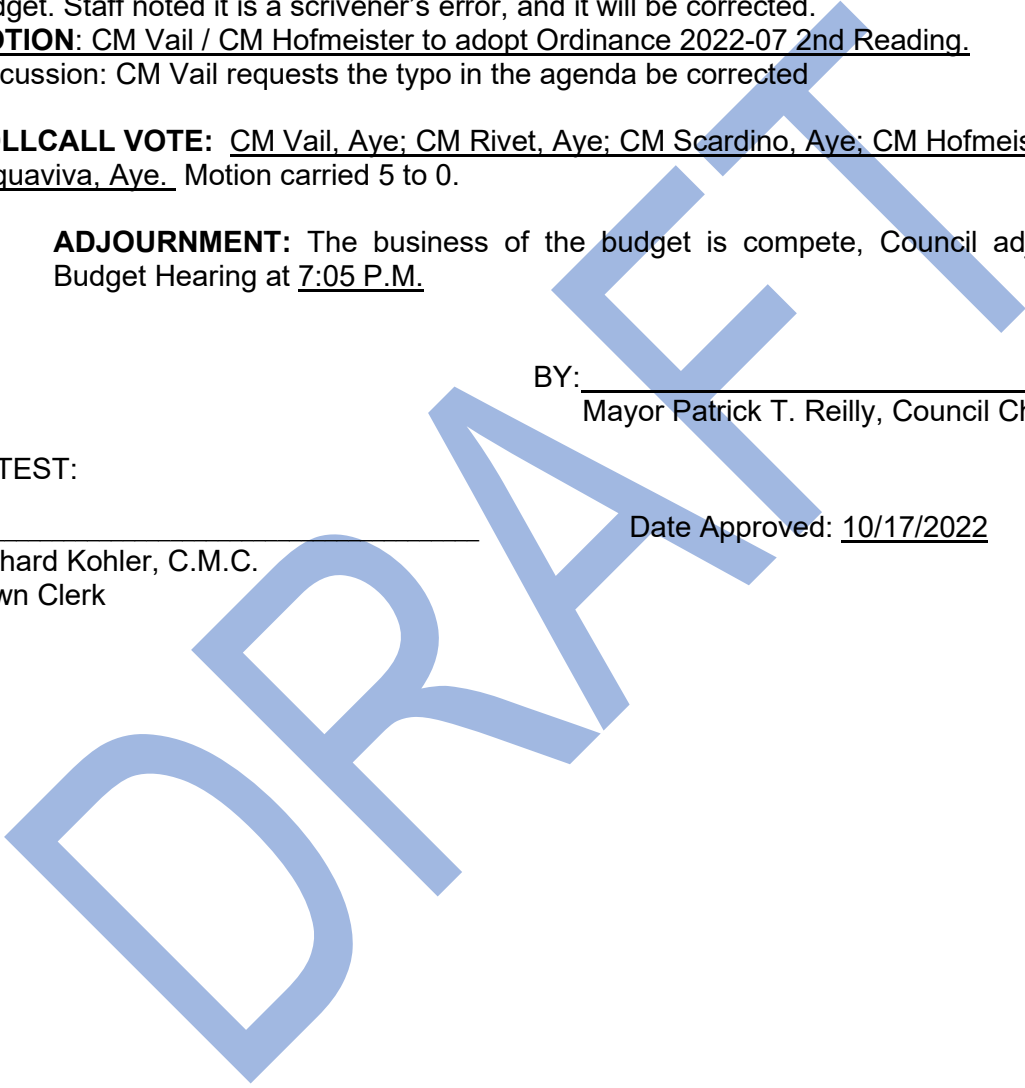 dget. Staff noted it is a scrivener's error, and it will be corrected.
OTION: CM Vail / CM Hofmeister to adopt Ordinance 2022-07 2nd Reading.
cussion: CM Vail requests the typo in the agenda be corrected
OLLCALL VOTE: CM Vail, Aye; CM Rivet, Aye; CM Scardino, Aye; CM Hofmeis
quaviva, Aye. Motion carried 5 to 0.
ADJOURNMENT: The business of the budget is compete, Council adj
Budget Hearing at 7:05 P.M.
BY:
Mayor Patrick T. Reilly, Council Ch
TEST:
Date Approved: 10/17/2022
hard Kohler, C.M.C.
wn Clerk
DRAFT